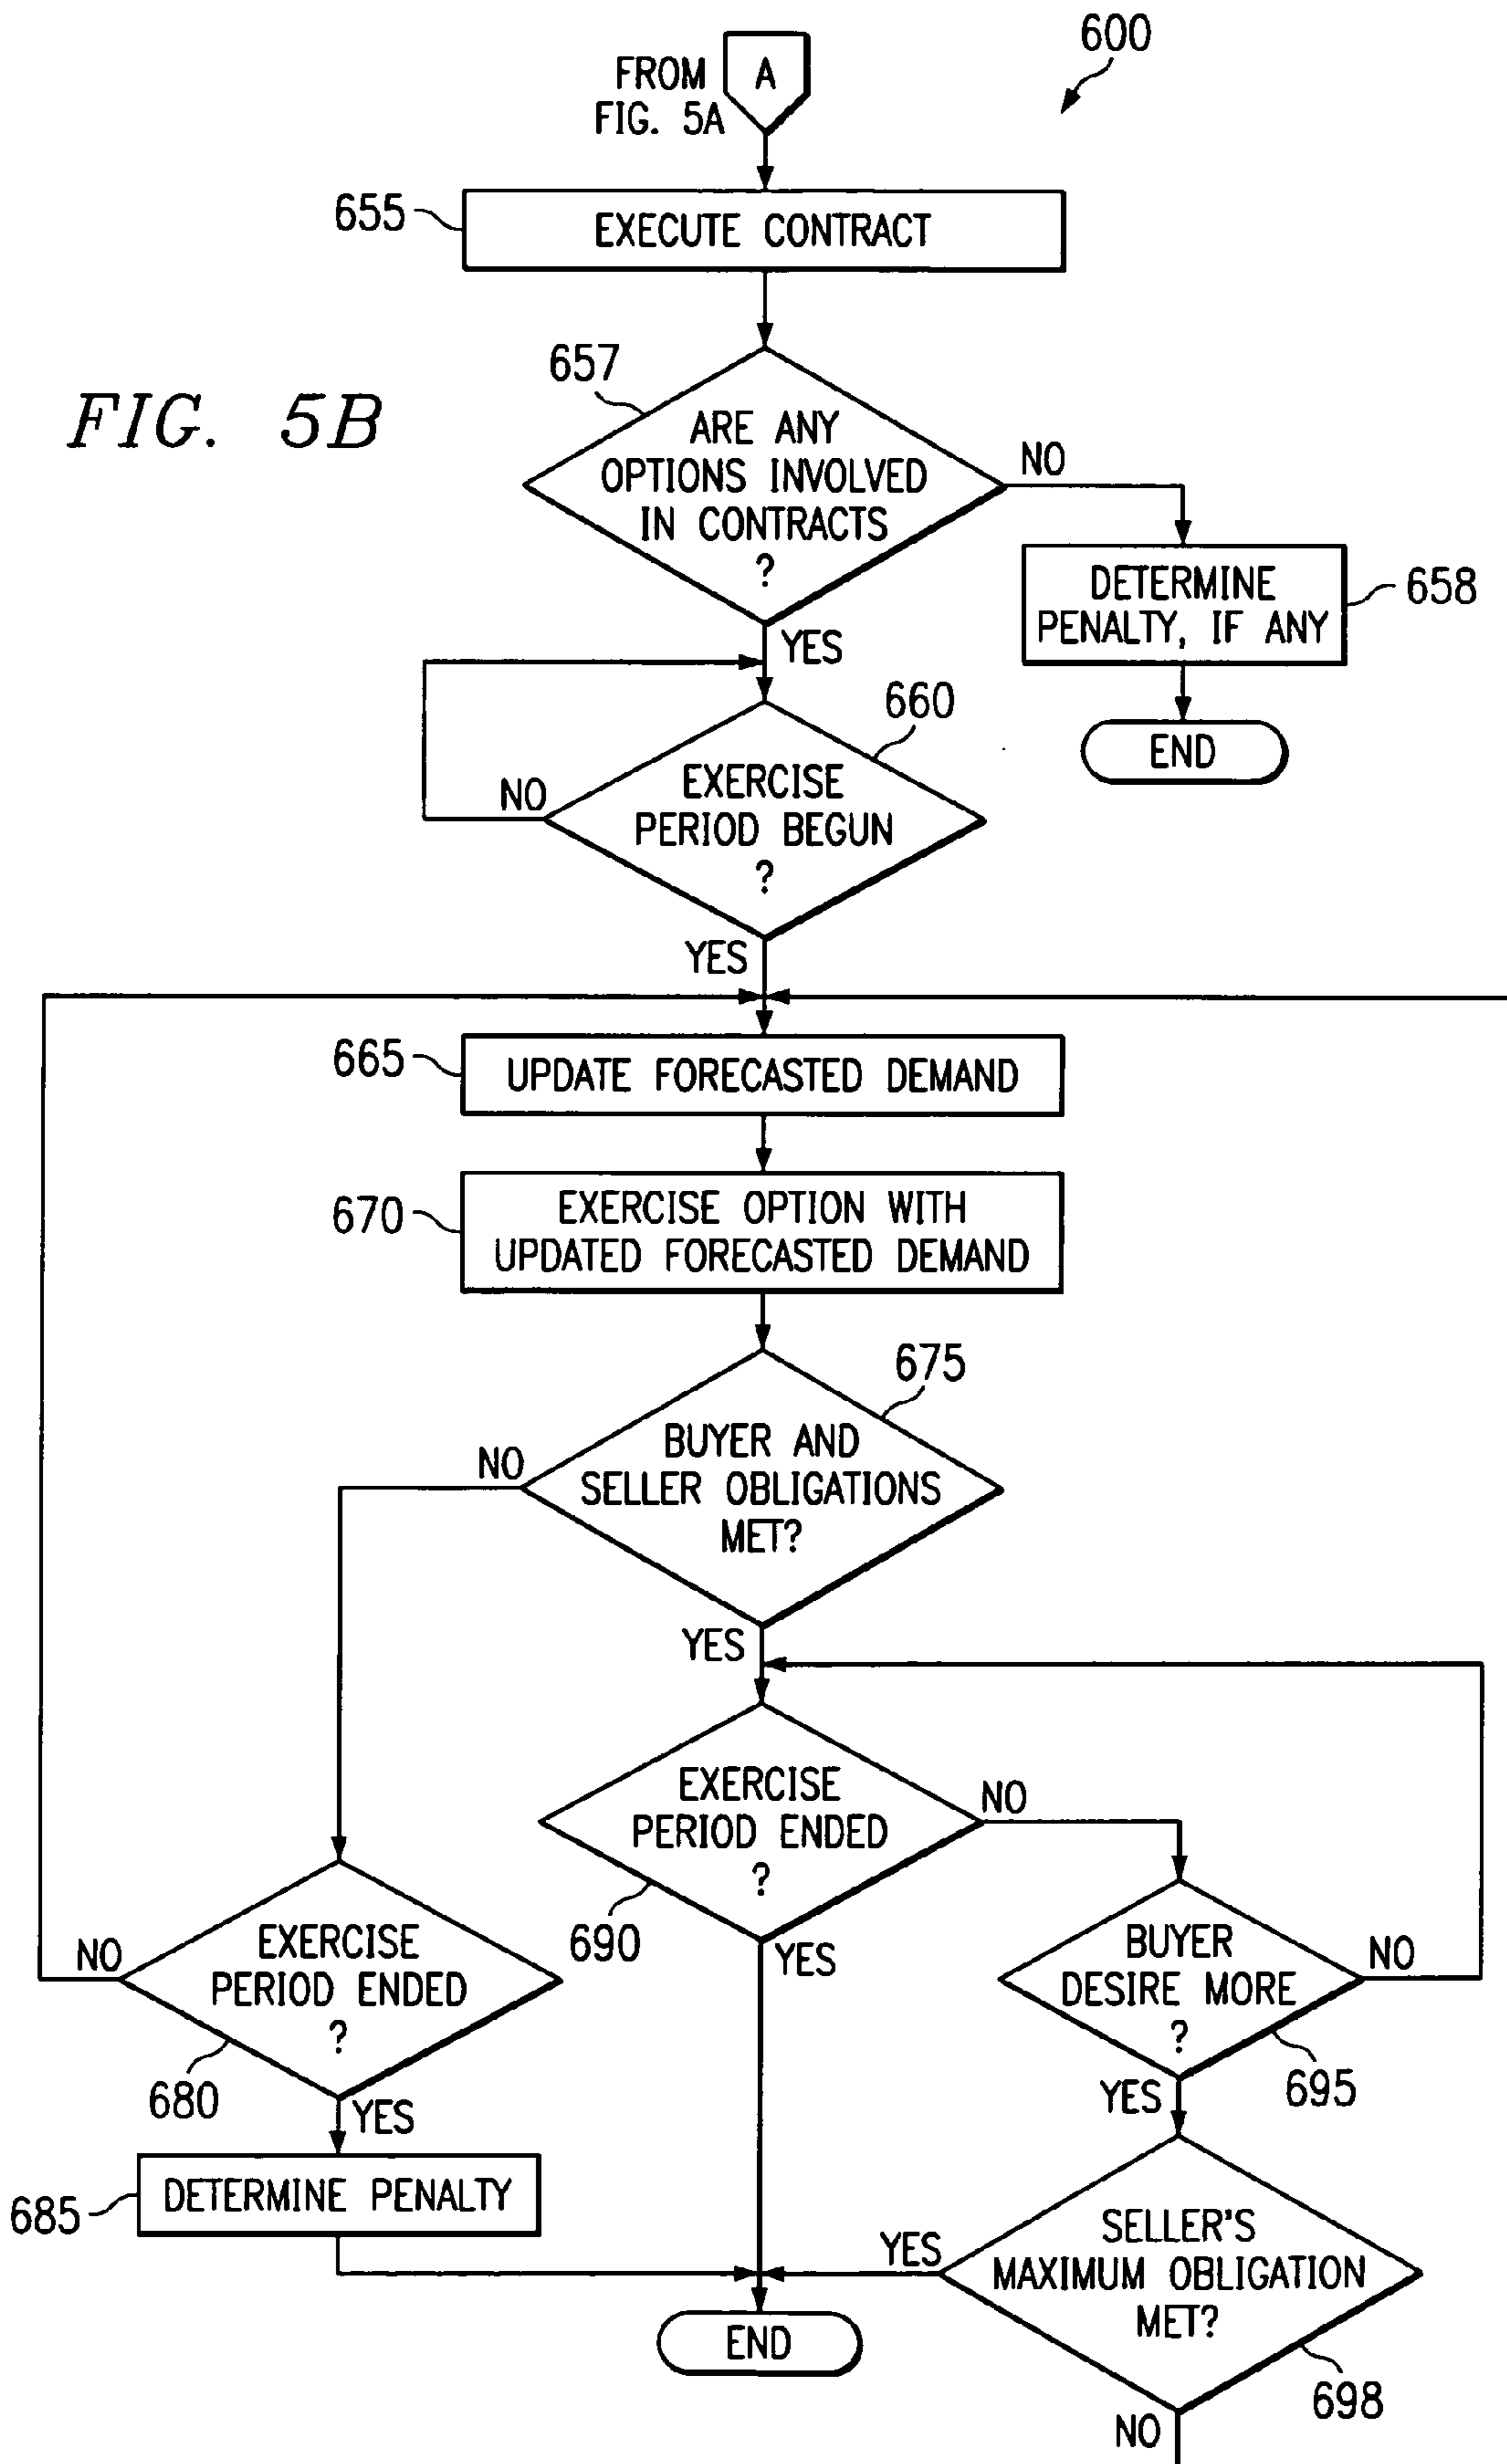 600
FROM
FIG. 5A
A
655
EXECUTE CONTRACT
FIG. 5B
657
ARE ANY
OPTIONS INVOLVED
IN CONTRACTS
?
NO
YES
DETERMINE
PENALTY, IF ANY
658
END
660
EXERCISE
PERIOD BEGUN
?
NO
YES
665
UPDATE FORECASTED DEMAND
670
EXERCISE OPTION WITH
UPDATED FORECASTED DEMAND
675
BUYER AND
SELLER OBLIGATIONS
MET?
NO
YES
EXERCISE
PERIOD ENDED
?
690
NO
YES
EXERCISE
PERIOD ENDED
?
NO
680
YES
BUYER
DESIRE MORE
?
NO
695
YES
685
DETERMINE PENALTY
SELLER'S
MAXIMUM OBLIGATION
MET?
YES
698
NO
END